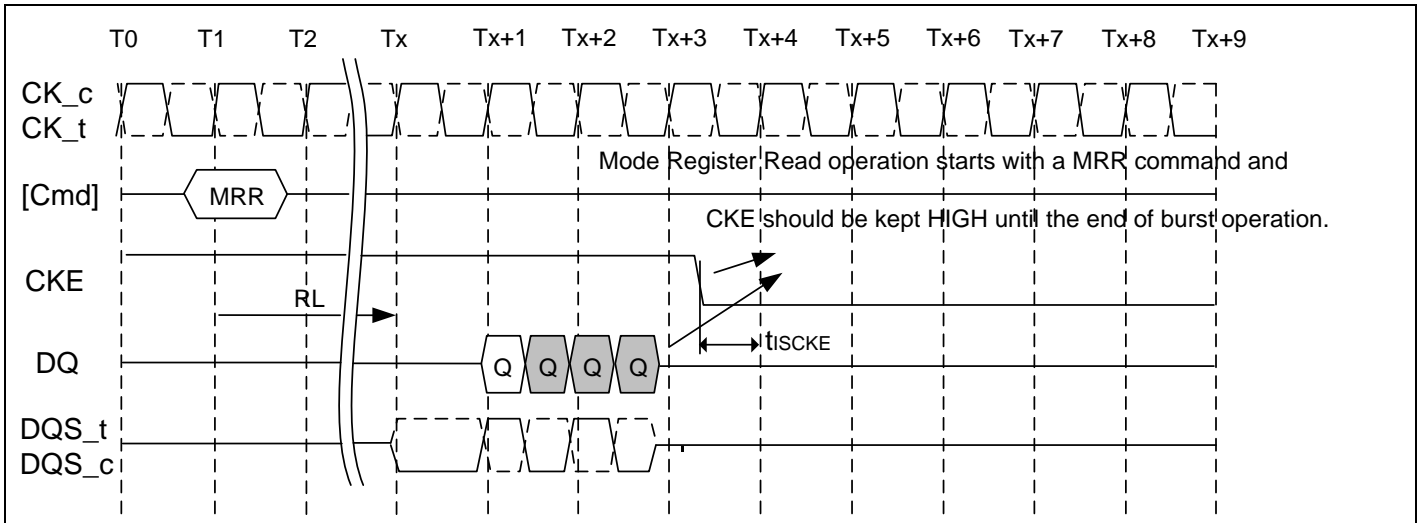 T0 T1 T2 Tx Tx+1 Tx+2 Tx+3 Tx+4 Tx+5 Tx+6 Tx+7 Tx+8 Tx+9
CK_c
CK_t
Mode Register Read operation starts with a MRR command and
[Cmd] MRR
CKE should be kept HIGH until the end of burst operation.
CKE
RL
tISCKE
DQ Q Q Q Q
DQS_t
DQS_c